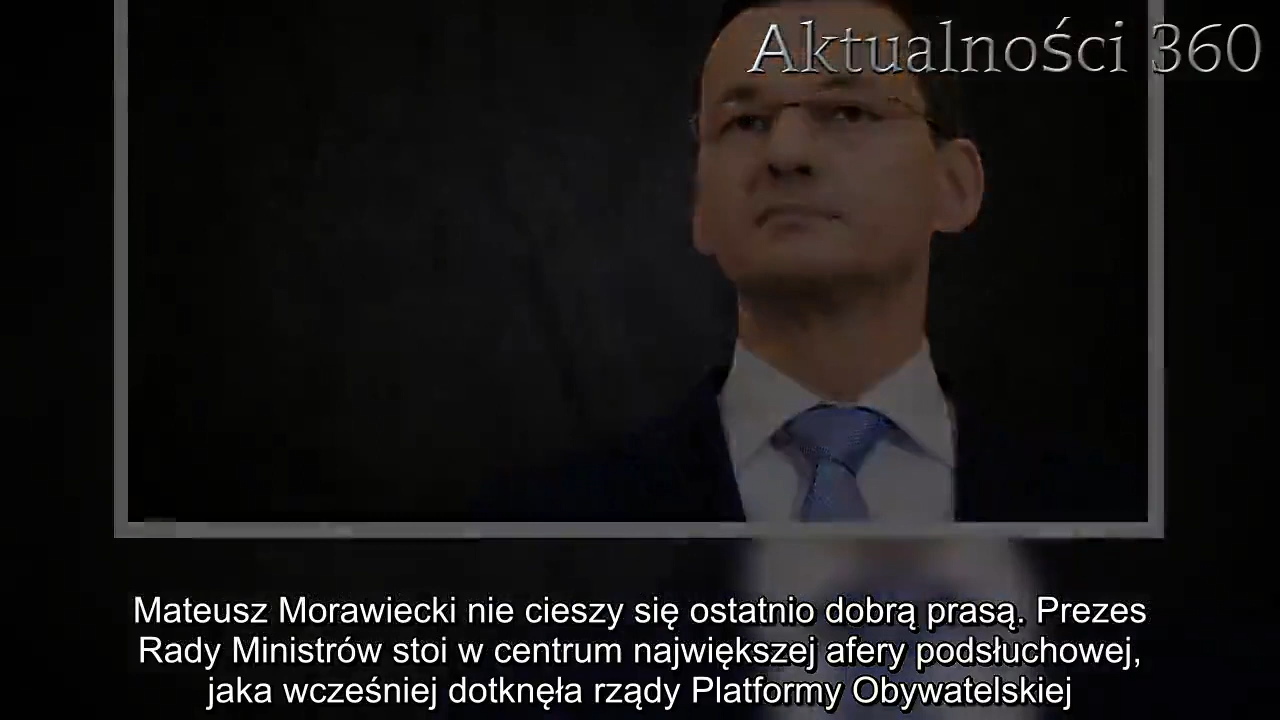 Aktualności 360
Mateusz Morawiecki nie cieszy się ostatnio dobrą prasą. Prezes
Rady Ministrów stoi w centrum największej afery podsłuchowej,
jaka wcześniej dotknęła rządy Platformy Obywatelskiej